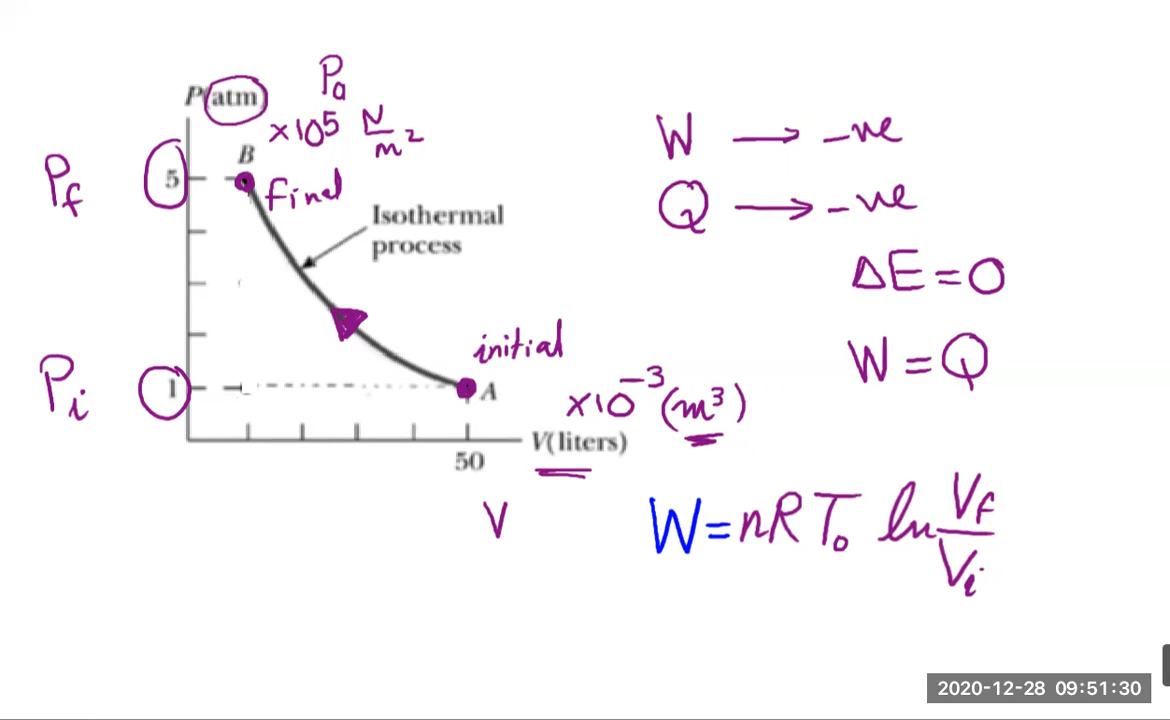 P(atm)
Pa
×10⁵ N/m²
B
Pf
5
final
Isothermal
process
initial
Pi
1
A
×10⁻³ (m³)
V(liters)
50
V
W → -ve
Q → -ve
ΔE = 0
W = Q
W = nRT₀ ln Vf/Vi
2020-12-28 09:51:30